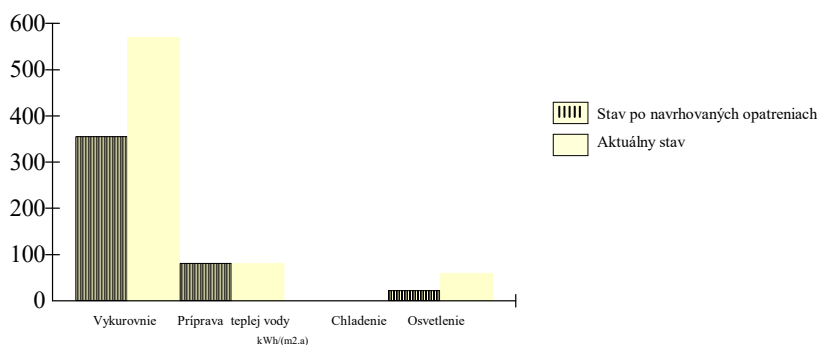 600
500
400
300
200
100
0
Vykurovnie Príprava teplej vody Chladenie Osvetlenie
kWh/(m2.a)
Stav po navrhovaných opatreniach
Aktuálny stav